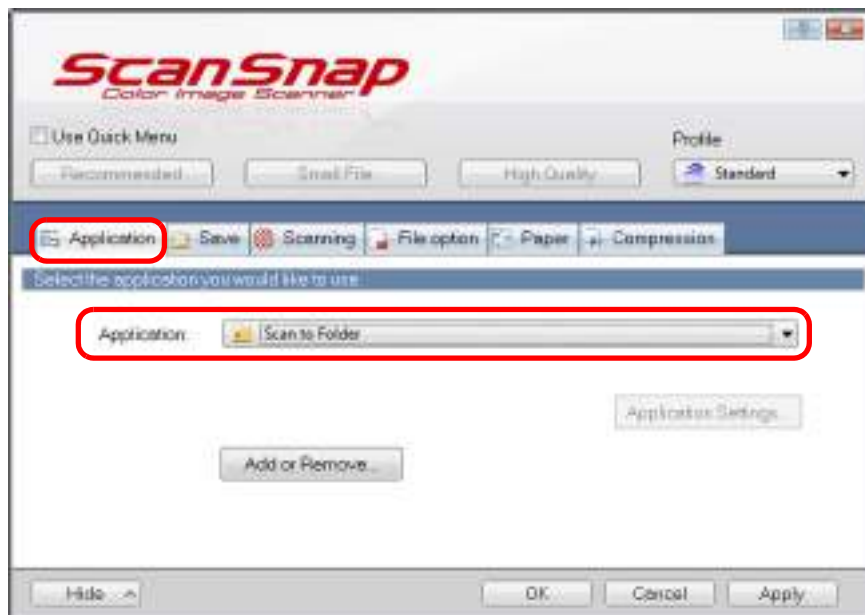 ScanSnap
Color Image Scanner
Use Quick Menu
Profile
Recommended
Small File
High Quality
Standard
Application
Save
Scanning
File option
Paper
Compression
Select the application you would like to use.
Application:
Scan to Folder
Application Settings...
Add or Remove...
Hide
OK
Cancel
Apply